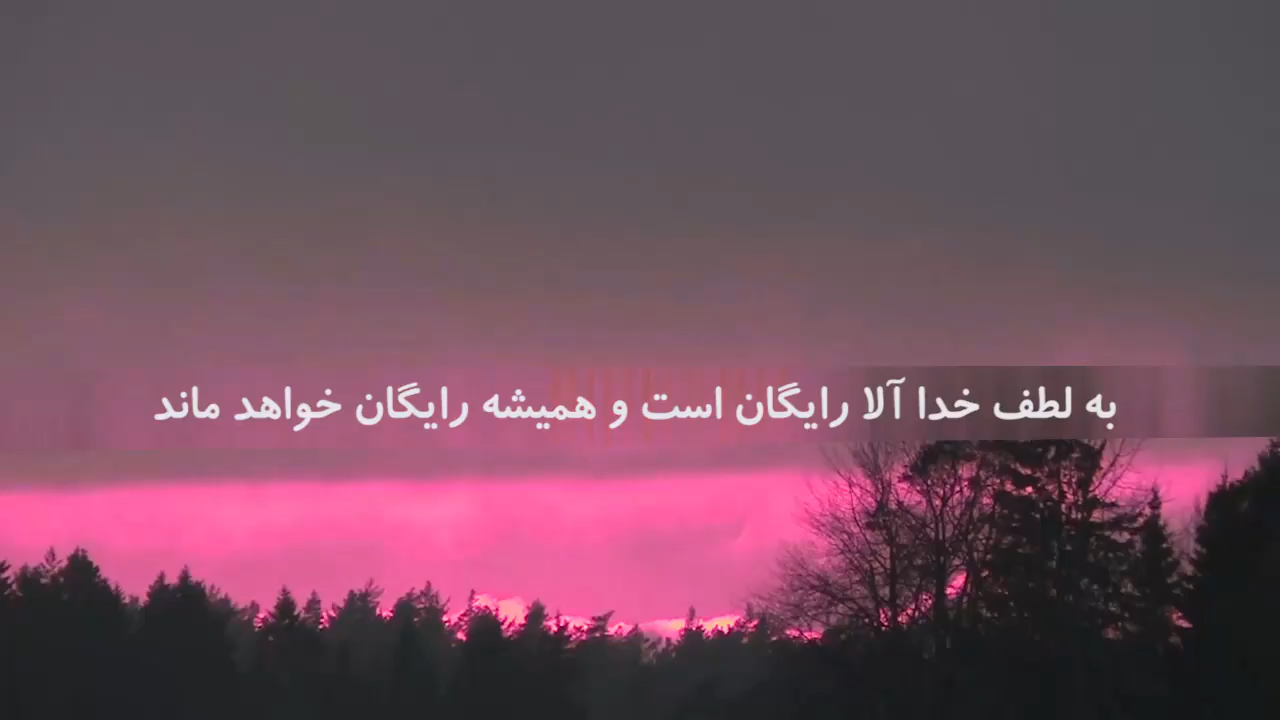 به لطف خدا آلا رایگان است و همیشه رایگان خواهد ماند